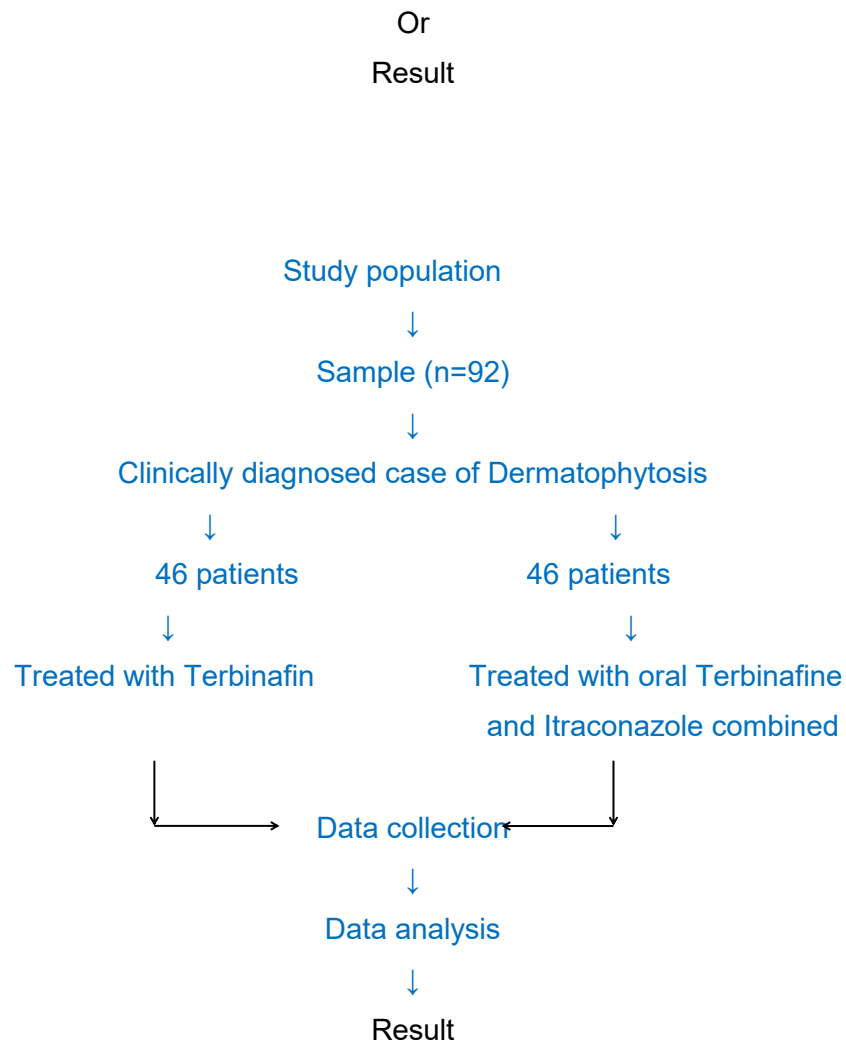 Or
Result
Study population
↓
Sample (n=92)
↓
Clinically diagnosed case of Dermatophytosis
↓ ↓
46 patients 46 patients
↓ ↓
Treated with Terbinafin Treated with oral Terbinafine
and Itraconazole combined
Data collection
↓
Data analysis
↓
Result